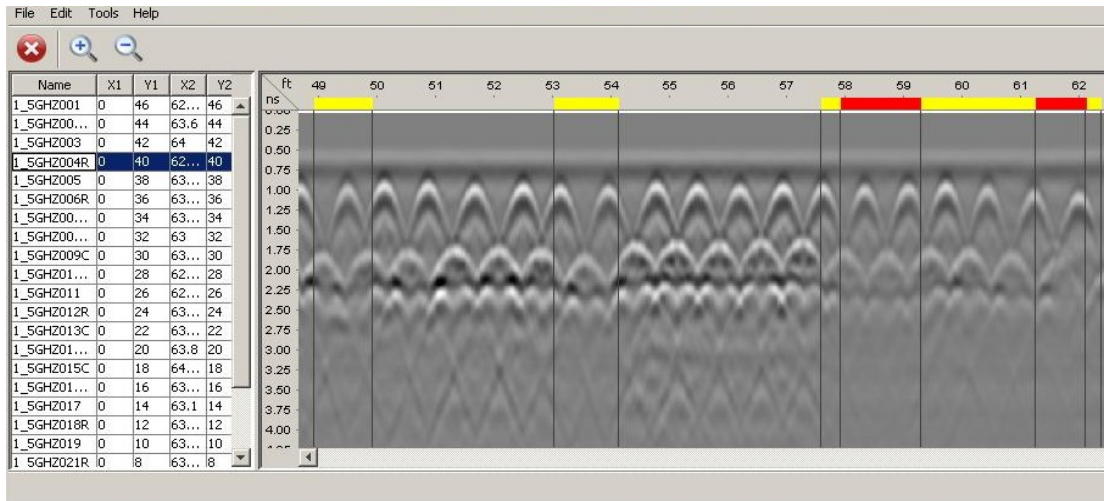 File Edit Tools Help
Name X1 Y1 X2 Y2
1_5GHZ001 0 46 62... 46
1_5GHZ00... 0 44 63.6 44
1_5GHZ003 0 42 64 42
1_5GHZ004R 0 40 62... 40
1_5GHZ005 0 38 63... 38
1_5GHZ006R 0 36 63... 36
1_5GHZ00... 0 34 63... 34
1_5GHZ00... 0 32 63 32
1_5GHZ009C 0 30 63... 30
1_5GHZ01... 0 28 62... 28
1_5GHZ011 0 26 62... 26
1_5GHZ012R 0 24 63... 24
1_5GHZ013C 0 22 63... 22
1_5GHZ01... 0 20 63.8 20
1_5GHZ015C 0 18 64... 18
1_5GHZ01... 0 16 63... 16
1_5GHZ017 0 14 63.1 14
1_5GHZ018R 0 12 63... 12
1_5GHZ019 0 10 63... 10
1_5GHZ021R 0 8 63... 8
ft 49 50 51 52 53 54 55 56 57 58 59 60 61 62
ns
0.00
0.25
0.50
0.75
1.00
1.25
1.50
1.75
2.00
2.25
2.50
2.75
3.00
3.25
3.50
3.75
4.00